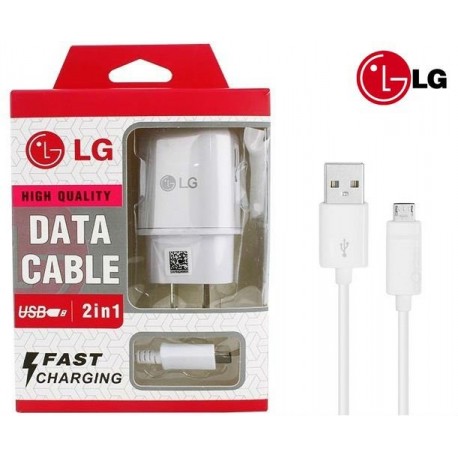 LG
HIGH QUALITY
DATA
CABLE
USB 2in1
FAST
CHARGING
LG
LG